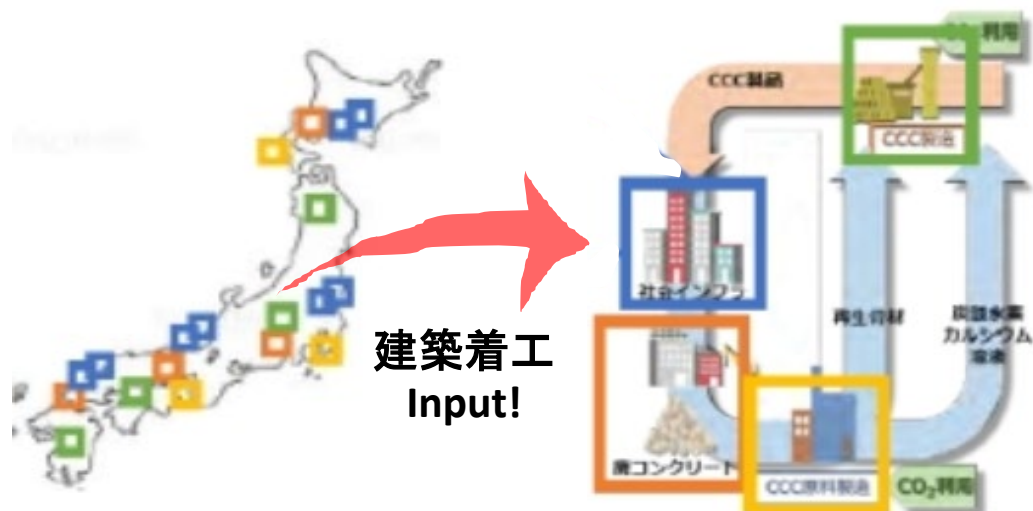 利用
CCC製品
CCC製造
社会インフラ
建築着工
Input!
再生骨材
炭酸水素
カルシウム
溶液
廃コンクリート
CCC原料製造
CO₂利用